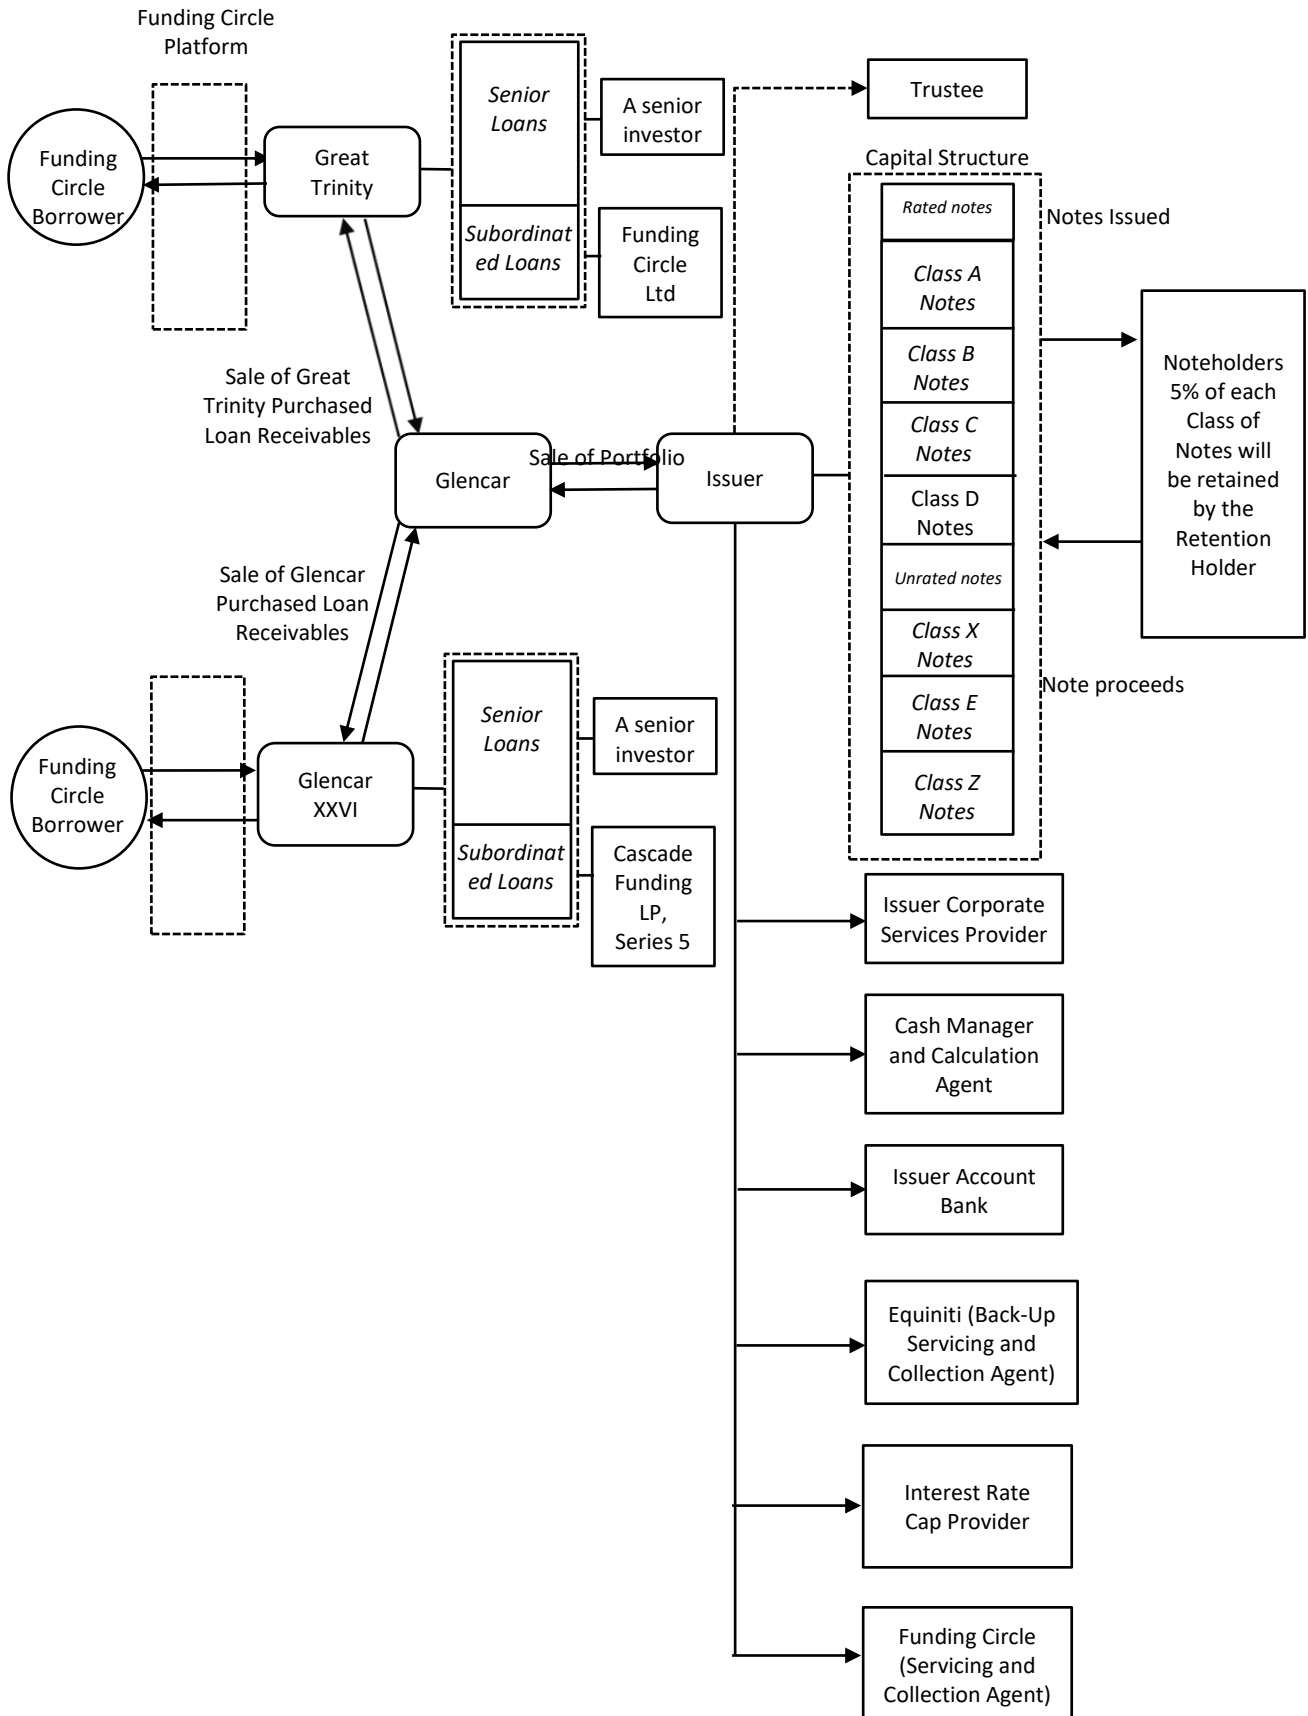 Funding Circle
Platform
Funding
Circle
Borrower
Great
Trinity
Senior
Loans
Subordinat
ed Loans
A senior
investor
Funding
Circle
Ltd
Trustee
Capital Structure
Rated notes
Class A
Notes
Class B
Notes
Class C
Notes
Class D
Notes
Unrated notes
Class X
Notes
Class E
Notes
Class Z
Notes
Notes Issued
Noteholders
5% of each
Class of
Notes will
be retained
by the
Retention
Holder
Note proceeds
Sale of Great
Trinity Purchased
Loan Receivables
Glencar
Sale of Portfolio
Issuer
Sale of Glencar
Purchased Loan
Receivables
Funding
Circle
Borrower
Glencar
XXVI
Senior
Loans
Subordinat
ed Loans
A senior
investor
Cascade
Funding
LP,
Series 5
Issuer Corporate
Services Provider
Cash Manager
and Calculation
Agent
Issuer Account
Bank
Equiniti (Back-Up
Servicing and
Collection Agent)
Interest Rate
Cap Provider
Funding Circle
(Servicing and
Collection Agent)